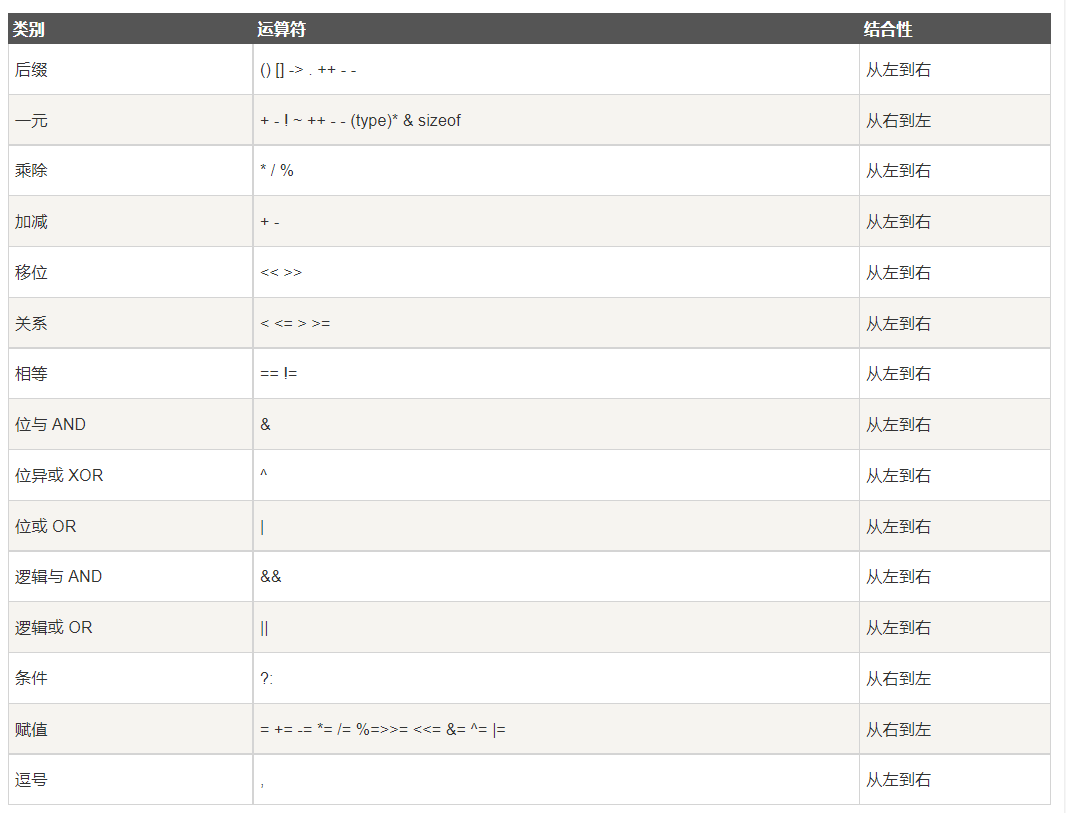 类别 运算符 结合性
后缀 () [] -> . ++ - - 从左到右
一元 + - ! ~ ++ - - (type)* & sizeof 从右到左
乘除 * / % 从左到右
加减 + - 从左到右
移位 << >> 从左到右
关系 < <= > >= 从左到右
相等 == != 从左到右
位与 AND & 从左到右
位异或 XOR ^ 从左到右
位或 OR | 从左到右
逻辑与 AND && 从左到右
逻辑或 OR || 从左到右
条件 ?: 从右到左
赋值 = += -= *= /= %=>>= <<= &= ^= |= 从右到左
逗号 , 从左到右